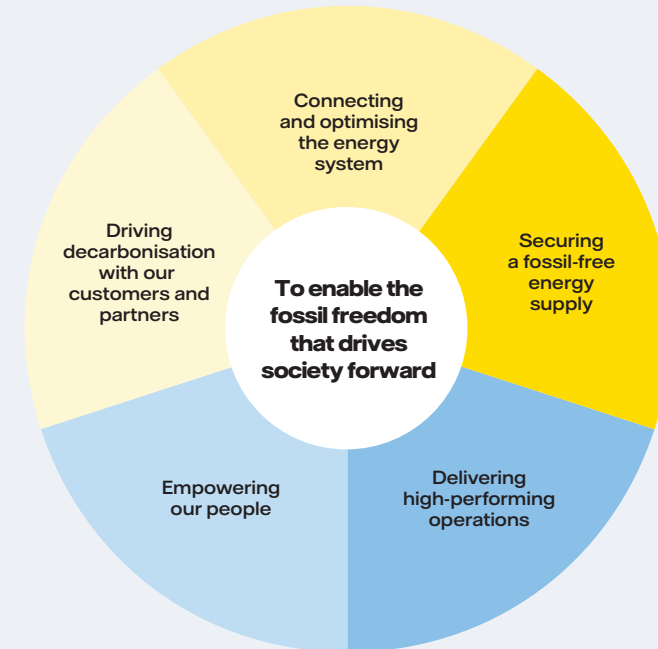 Connecting
and optimising
the energy
system
Securing
a fossil-free
energy
supply
Delivering
high-performing
operations
Empowering
our people
Driving
decarbonisation
with our
customers and
partners
To enable the
fossil freedom
that drives
society forward